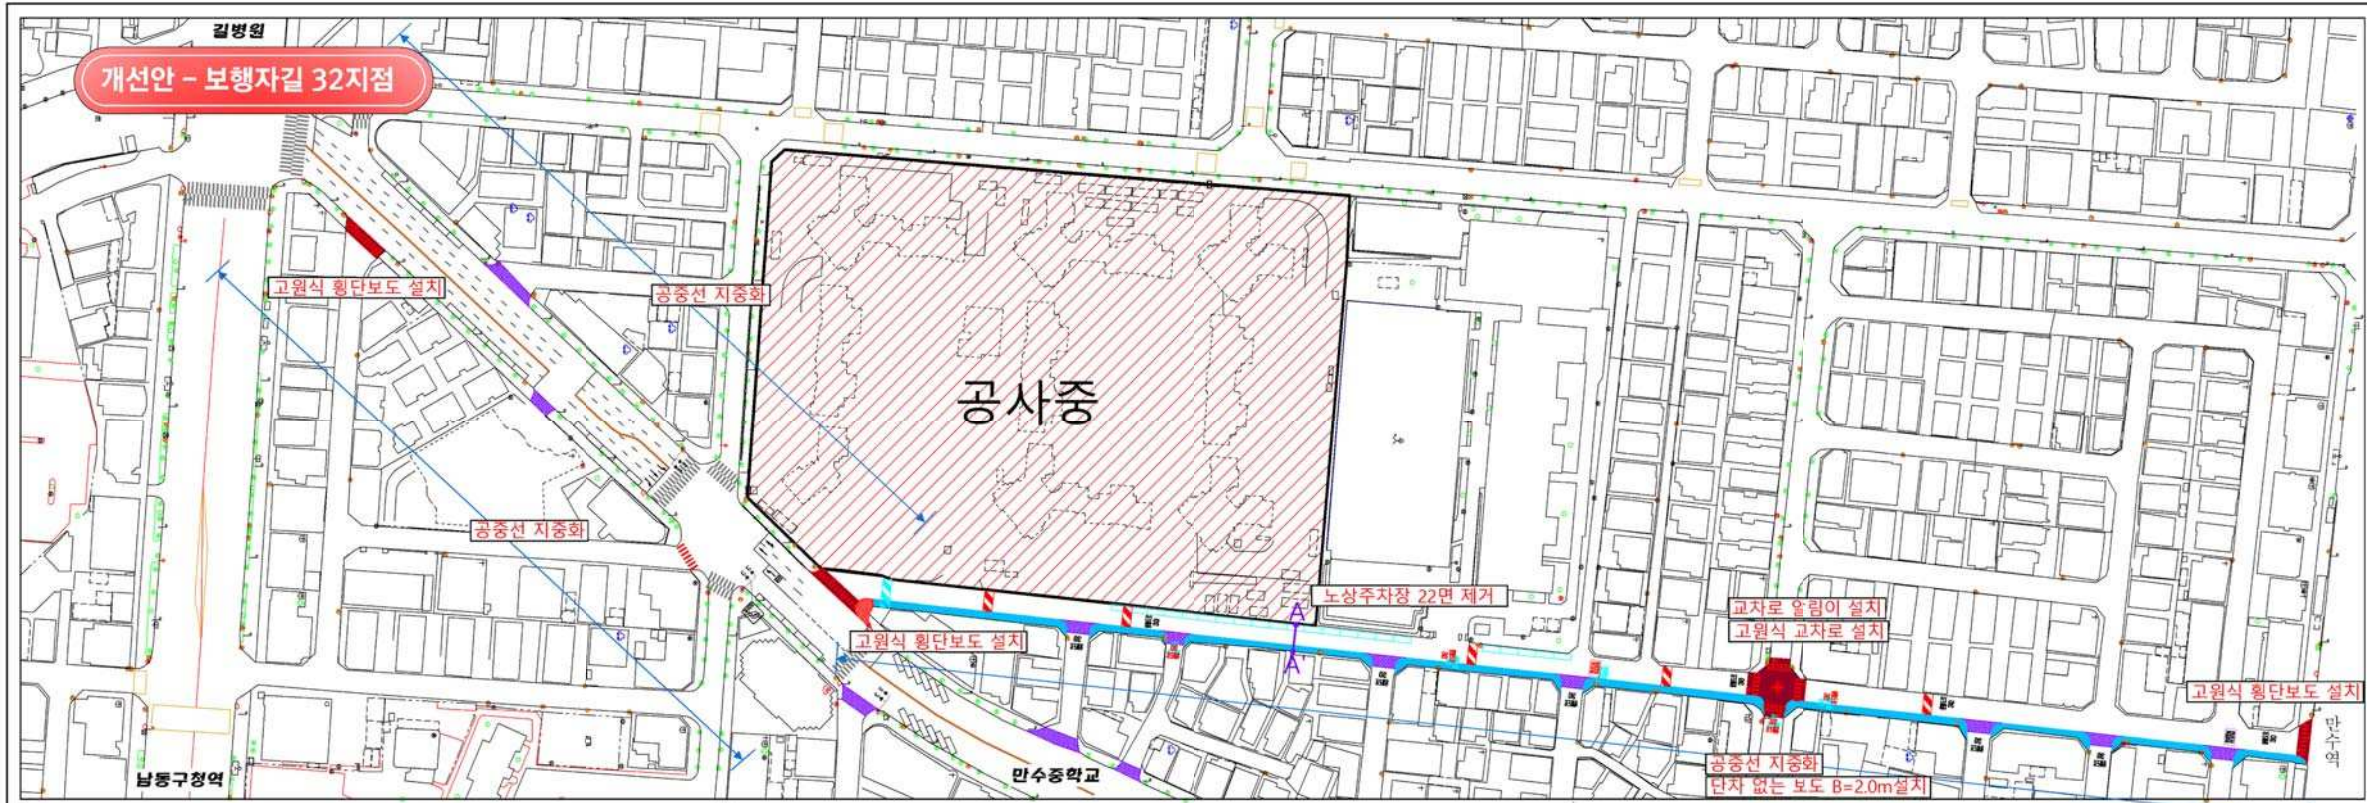 길병원
개선안 – 보행자길 32지점
고원식 횡단보도 설치
공중선 지중화
공사중
공중선 지중화
노상주차장 22면 제거
A
A'
고원식 횡단보도 설치
교차로 알림이 설치
고원식 교차로 설치
고원식 횡단보도 설치
만수역
공중선 지중화
단차 없는 보도 B=2.0m설치
만수중학교
남동구청역